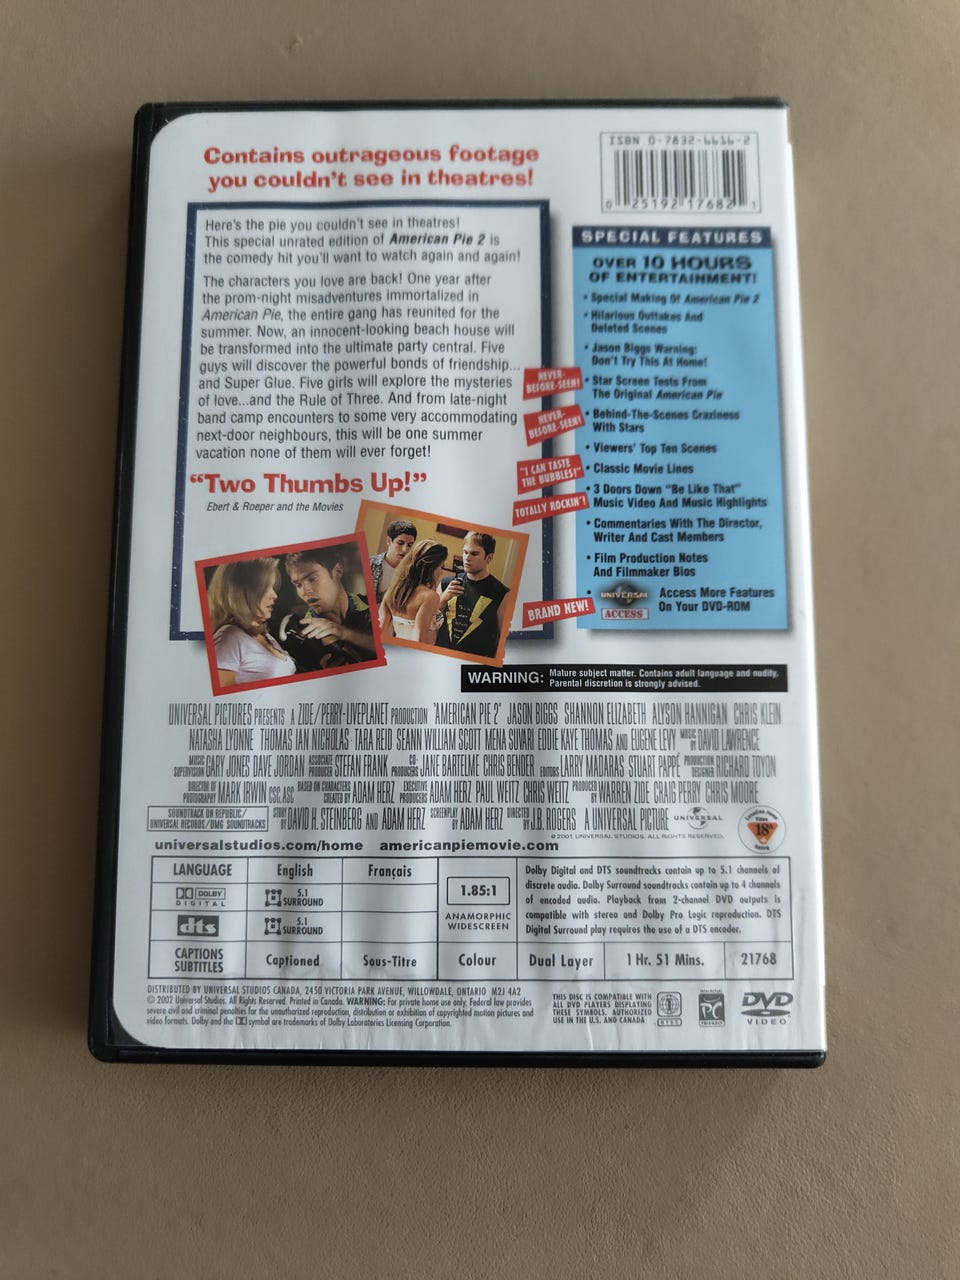 Contains outrageous footage
you couldn't see in theatres!
ISBN 0-7832-6616-2
0 25192 17682 1
Here's the pie you couldn't see in theatres!
This special unrated edition of American Pie 2 is
the comedy hit you'll want to watch again and again!
The characters you love are back! One year after
the prom-night misadventures immortalized in
American Pie, the entire gang has reunited for the
summer. Now, an innocent-looking beach house will
be transformed into the ultimate party central. Five
guys will discover the powerful bonds of friendship...
and Super Glue. Five girls will explore the mysteries
of love...and the Rule of Three. And from late-night
band camp encounters to some very accommodating
next-door neighbours, this will be one summer
vacation none of them will ever forget!
"Two Thumbs Up!"
Ebert & Roeper and the Movies
SPECIAL FEATURES
OVER 10 HOURS
OF ENTERTAINMENT!
• Special Making Of American Pie 2
• Hilarious Outtakes And
Deleted Scenes
• Jason Biggs Warning:
Don't Try This At Home!
NEVER-
BEFORE-SEEN!
• Star Screen Tests From
The Original American Pie
NEVER-
BEFORE-SEEN!
• Behind-The-Scenes Craziness
With Stars
• Viewers' Top Ten Scenes
"I CAN TASTE
THE BUBBLES!"
• Classic Movie Lines
TOTALLY ROCKIN'!
• 3 Doors Down "Be Like That"
Music Video And Music Highlights
• Commentaries With The Director,
Writer And Cast Members
• Film Production Notes
And Filmmaker Bios
BRAND NEW!
• UNIVERSAL
ACCESS
Access More Features
On Your DVD-ROM
WARNING: Mature subject matter. Contains adult language and nudity.
Parental discretion is strongly advised.
UNIVERSAL PICTURES PRESENTS A ZIDE/PERRY-LIVEPLANET PRODUCTION "AMERICAN PIE 2" JASON BIGGS SHANNON ELIZABETH ALYSON HANNIGAN CHRIS KLEIN
NATASHA LYONNE THOMAS IAN NICHOLAS TARA REID SEANN WILLIAM SCOTT MENA SUVARI EDDIE KAYE THOMAS AND EUGENE LEVY MUSIC BY DAVID LAWRENCE
MUSIC SUPERVISION GARY JONES DAVE JORDAN ASSOCIATE PRODUCER STEFAN FRANK CO-PRODUCERS JANE BARTELME CHRIS BENDER EDITORS LARRY MADARAS STUART PAPPÉ PRODUCTION DESIGNER RICHARD TOYON
DIRECTOR OF PHOTOGRAPHY MARK IRWIN CSC, ASC BASED ON CHARACTERS CREATED BY ADAM HERZ EXECUTIVE PRODUCERS ADAM HERZ PAUL WEITZ CHRIS WEITZ PRODUCED BY WARREN ZIDE CRAIG PERRY CHRIS MOORE
SOUNDTRACK ON REPUBLIC/
UNIVERSAL RECORDS/UMG SOUNDTRACKS
STORY BY DAVID H. STEINBERG AND ADAM HERZ SCREENPLAY BY ADAM HERZ DIRECTED BY J.B. ROGERS A UNIVERSAL PICTURE UNIVERSAL
© 2001 UNIVERSAL STUDIOS. ALL RIGHTS RESERVED.
18A
universalstudios.com/home americanpiemovie.com
LANGUAGE English Français
DOLBY
DIGITAL
5.1
SURROUND
dts
5.1
SURROUND
1.85:1
ANAMORPHIC
WIDESCREEN
Dolby Digital and DTS soundtracks contain up to 5.1 channels of
discrete audio. Dolby Surround soundtracks contain up to 4 channels
of encoded audio. Playback from 2-channel DVD outputs is
compatible with stereo and Dolby Pro Logic reproduction. DTS
Digital Surround play requires the use of a DTS encoder.
CAPTIONS
SUBTITLES
Captioned Sous-Titre Colour Dual Layer 1 Hr. 51 Mins. 21768
DISTRIBUTED BY UNIVERSAL STUDIOS CANADA, 2450 VICTORIA PARK AVENUE, WILLOWDALE, ONTARIO M2J 4A2
© 2002 Universal Studios. All Rights Reserved. Printed in Canada. WARNING: For private home use only. Federal law provides
severe civil and criminal penalties for the unauthorized reproduction, distribution or exhibition of copyrighted motion pictures and
video formats. Dolby and the DD symbol are trademarks of Dolby Laboratories Licensing Corporation.
THIS DISC IS COMPATIBLE WITH
ALL DVD PLAYERS DISPLAYING
THESE SYMBOLS. AUTHORIZED
USE IN THE U.S. AND CANADA
NTSC
PC
FRIENDLY
DVD
VIDEO